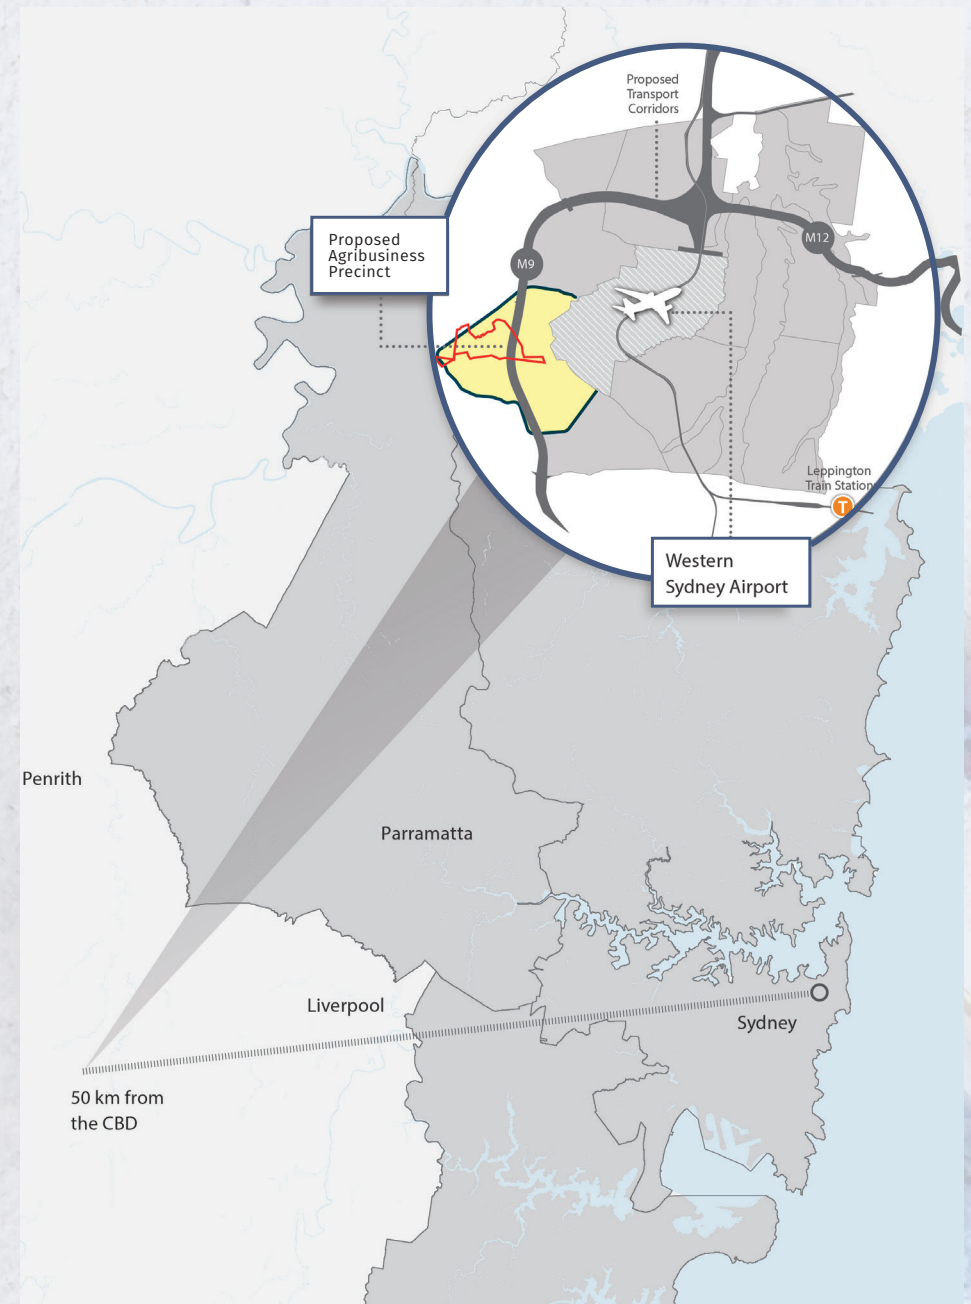 Proposed
Transport
Corridors
Proposed
Agribusiness
Precinct
M12
M9
Leppington
Train Station
T
Western
Sydney Airport
Penrith
Parramatta
Liverpool
Sydney
50 km from
the CBD